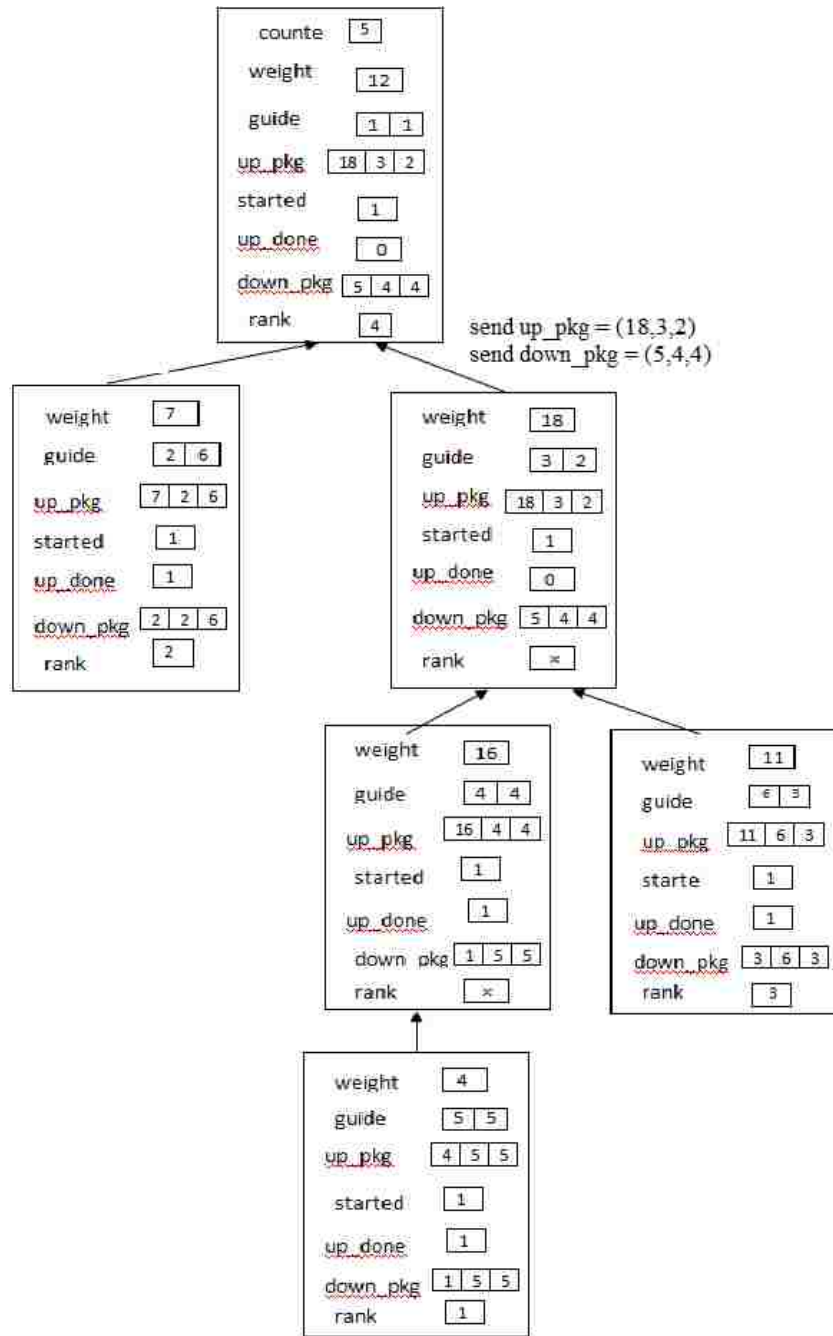 counte 5
weight 12
guide 1 1
up_pkg 18 3 2
started 1
up_done 0
down_pkg 5 4 4
rank 4
send up_pkg = (18,3,2)
send down_pkg = (5,4,4)
weight 7
guide 2 6
up_pkg 7 2 6
started 1
up_done 1
down_pkg 2 2 6
rank 2
weight 18
guide 3 2
up_pkg 18 3 2
started 1
up_done 0
down_pkg 5 4 4
rank ×
weight 16
guide 4 4
up_pkg 16 4 4
started 1
up_done 1
down_pkg 1 5 5
rank ×
weight 11
guide 6 3
up_pkg 11 6 3
starte 1
up_done 1
down_pkg 3 6 3
rank 3
weight 4
guide 5 5
up_pkg 4 5 5
started 1
up_done 1
down_pkg 1 5 5
rank 1